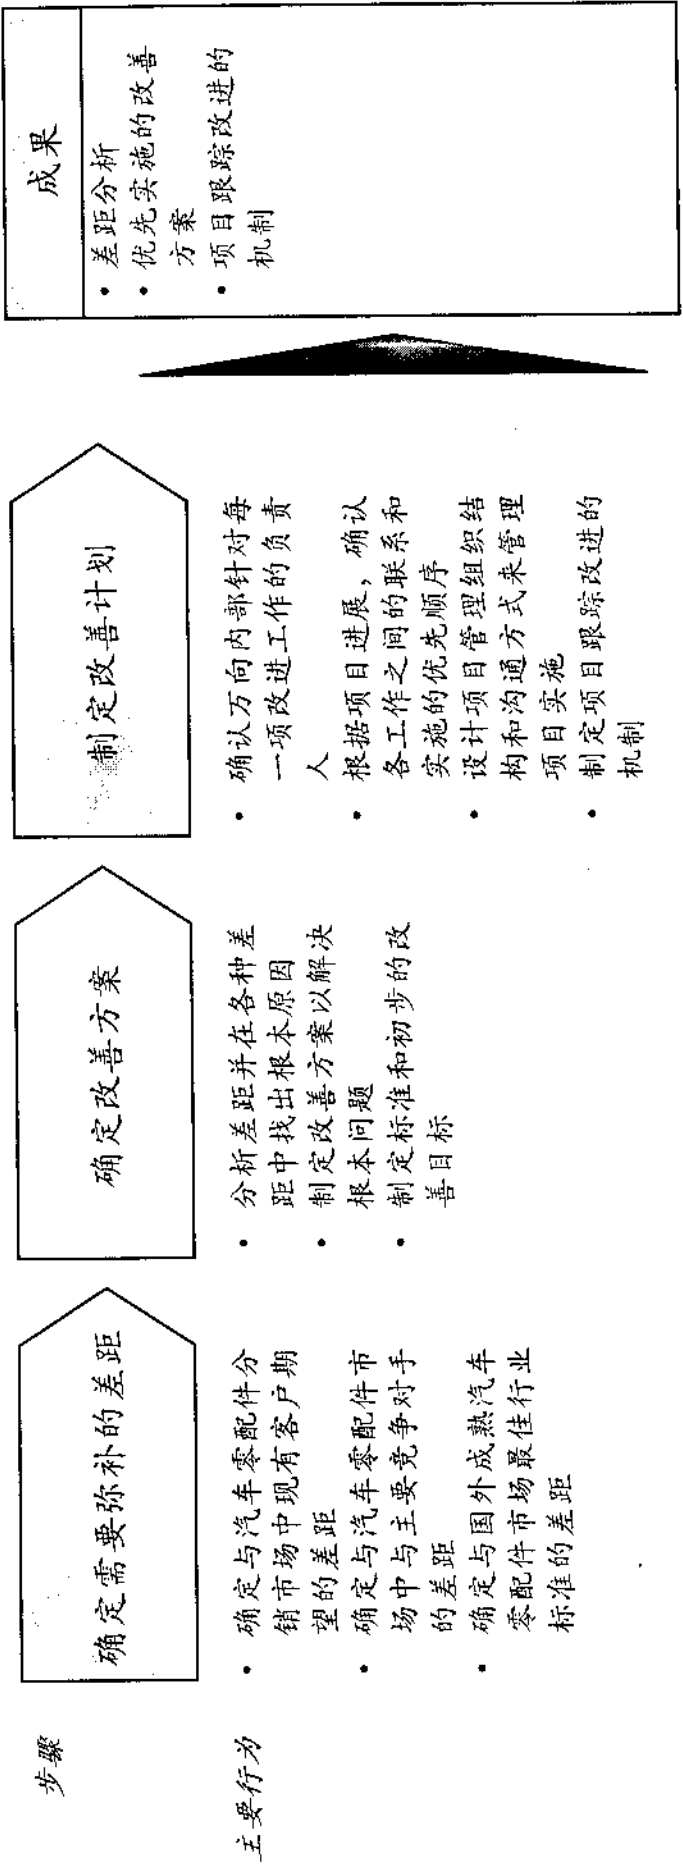 步骤
确定需要弥补的差距
确定改善方案
制定改善计划
成果
主要行为
• 确定与汽车零配件分
销市场中现有客户期
望的差距
• 确定与汽车零配件市
场中与主要竞争对手
的差距
• 确定与国外成熟汽车
零配件市场最佳行业
标准的差距
• 分析差距并在各种差
距中找出根本原因
• 制定改善方案以解决
根本问题
• 制定标准和初步的改
善目标
• 确认万向内部针对每
一项改进工作的负责
人
• 根据项目进展，确认
各工作之间的联系和
实施的优先顺序
• 设计项目管理组织结
构和沟通方式来管理
项目实施
• 制定项目跟踪改进的
机制
• 差距分析
• 优先实施的改善
方案
• 项目跟踪改进的
机制